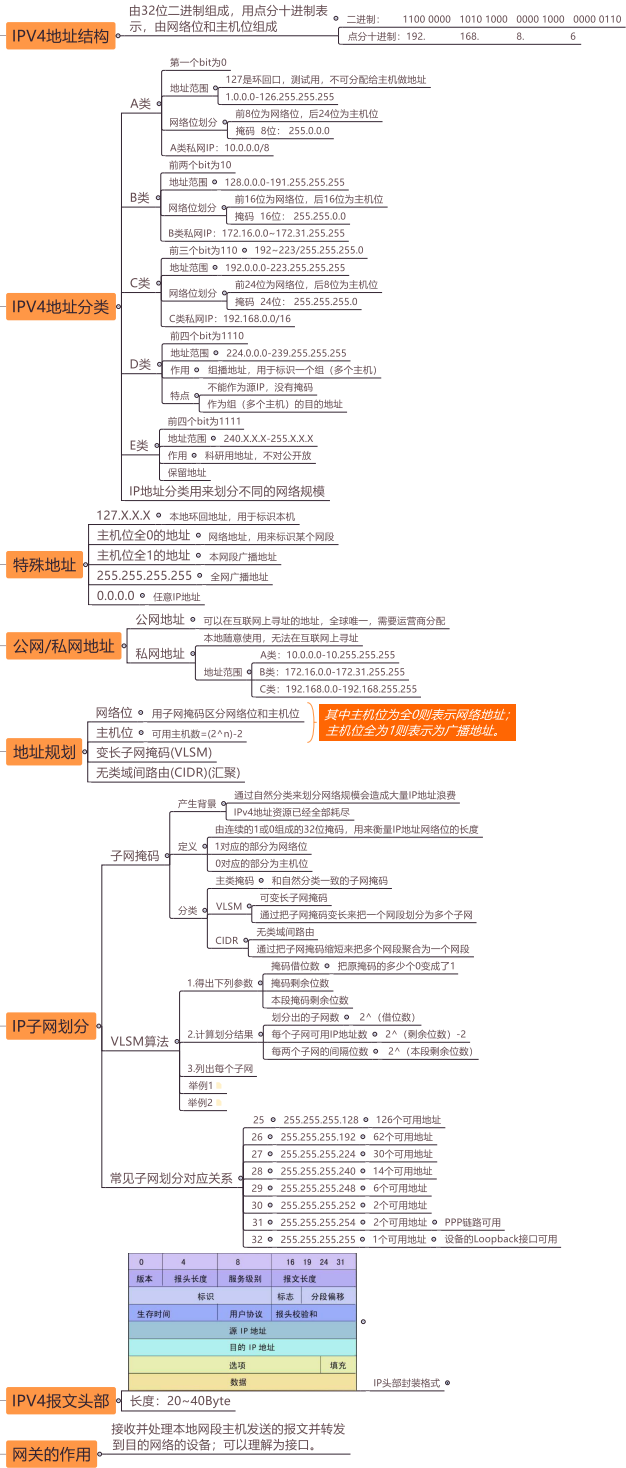 IPV4地址结构
由32位二进制组成，用点分十进制表
示，由网络位和主机位组成
二进制： 1100 0000 1010 1000 0000 1000 0000 0110
点分十进制：192. 168. 8. 6
IPV4地址分类
A类
第一个bit为0
地址范围
127是环回口，测试用，不可分配给主机做地址
1.0.0.0-126.255.255.255
网络位划分
前8位为网络位，后24位为主机位
掩码 8位： 255.0.0.0
A类私网IP：10.0.0.0/8
B类
前两个bit为10
地址范围 128.0.0.0-191.255.255.255
网络位划分
前16位为网络位，后16位为主机位
掩码 16位： 255.255.0.0
B类私网IP：172.16.0.0~172.31.255.255
C类
前三个bit为110 192~223/255.255.255.0
地址范围 192.0.0.0-223.255.255.255
网络位划分
前24位为网络位，后8位为主机位
掩码 24位： 255.255.255.0
C类私网IP：192.168.0.0/16
D类
前四个bit为1110
地址范围 224.0.0.0-239.255.255.255
作用 组播地址，用于标识一个组（多个主机）
特点
不能作为源IP，没有掩码
作为组（多个主机）的目的地址
E类
前四个bit为1111
地址范围 240.X.X.X-255.X.X.X
作用 科研用地址，不对公开放
保留地址
IP地址分类用来划分不同的网络规模
特殊地址
127.X.X.X 本地环回地址，用于标识本机
主机位全0的地址 网络地址，用来标识某个网段
主机位全1的地址 本网段广播地址
255.255.255.255 全网广播地址
0.0.0.0 任意IP地址
公网/私网地址
公网地址 可以在互联网上寻址的地址，全球唯一，需要运营商分配
私网地址
本地随意使用，无法在互联网上寻址
地址范围
A类：10.0.0.0-10.255.255.255
B类：172.16.0.0-172.31.255.255
C类：192.168.0.0-192.168.255.255
地址规划
网络位 用子网掩码区分网络位和主机位
主机位 可用主机数=(2^n)-2
其中主机位为全0则表示网络地址；
主机位全为1则表示为广播地址。
变长子网掩码(VLSM)
无类域间路由(CIDR)(汇聚)
IP子网划分
子网掩码
产生背景
通过自然分类来划分网络规模会造成大量IP地址浪费
IPv4地址资源已经全部耗尽
定义
由连续的1或0组成的32位掩码，用来衡量IP地址网络位的长度
1对应的部分为网络位
0对应的部分为主机位
分类
主类掩码 和自然分类一致的子网掩码
VLSM
可变长子网掩码
通过把子网掩码变长来把一个网段划分为多个子网
CIDR
无类域间路由
通过把子网掩码缩短来把多个网段聚合为一个网段
VLSM算法
1.得出下列参数
掩码借位数 把原掩码的多少个0变成了1
掩码剩余位数
本段掩码剩余位数
2.计算划分结果
划分出的子网数 2^（借位数）
每个子网可用IP地址数 2^（剩余位数）-2
每两个子网的间隔位数 2^（本段剩余位数）
3.列出每个子网
举例1
举例2
常见子网划分对应关系
25 255.255.255.128 126个可用地址
26 255.255.255.192 62个可用地址
27 255.255.255.224 30个可用地址
28 255.255.255.240 14个可用地址
29 255.255.255.248 6个可用地址
30 255.255.255.252 2个可用地址
31 255.255.255.254 2个可用地址 PPP链路可用
32 255.255.255.255 1个可用地址 设备的Loopback接口可用
IPV4报文头部
0 4 8 16 19 24 31
版本 报头长度 服务级别 报文长度
标识 标志 分段偏移
生存时间 用户协议 报头校验和
源 IP 地址
目的 IP 地址
选项 填充
数据
IP头部封装格式
长度：20~40Byte
网关的作用
接收并处理本地网段主机发送的报文并转发
到目的网络的设备；可以理解为接口。